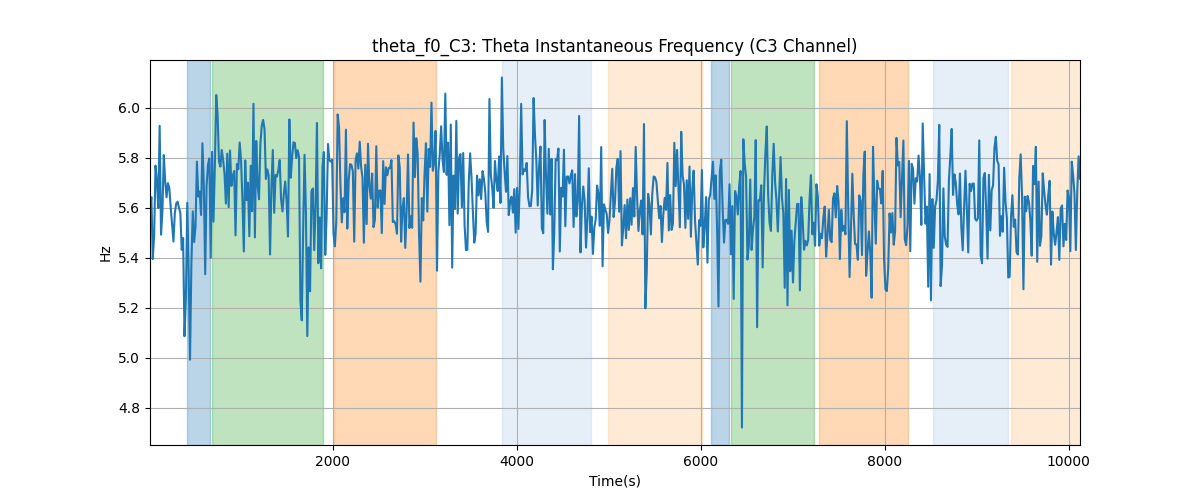 theta_f0_C3: Theta Instantaneous Frequency (C3 Channel)
Hz
6.0
5.8
5.6
5.4
5.2
5.0
4.8
2000 4000 6000 8000 10000
Time(s)